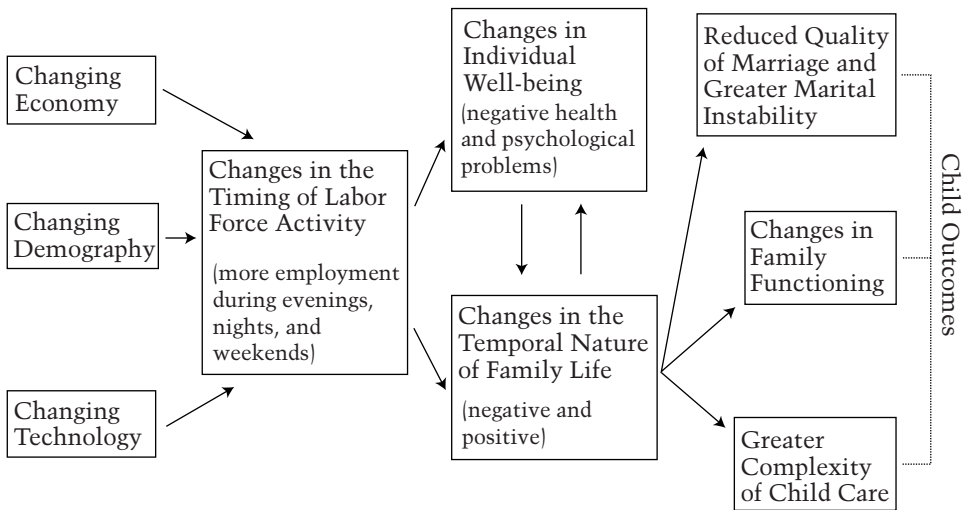 Changing
Economy
Changing
Demography
Changing
Technology
Changes in the
Timing of Labor
Force Activity
(more employment
during evenings,
nights, and
weekends)
Changes in
Individual
Well-being
(negative health
and psychological
problems)
Changes in the
Temporal Nature
of Family Life
(negative and
positive)
Reduced Quality
of Marriage and
Greater Marital
Instability
Changes in
Family
Functioning
Greater
Complexity
of Child Care
Child Outcomes